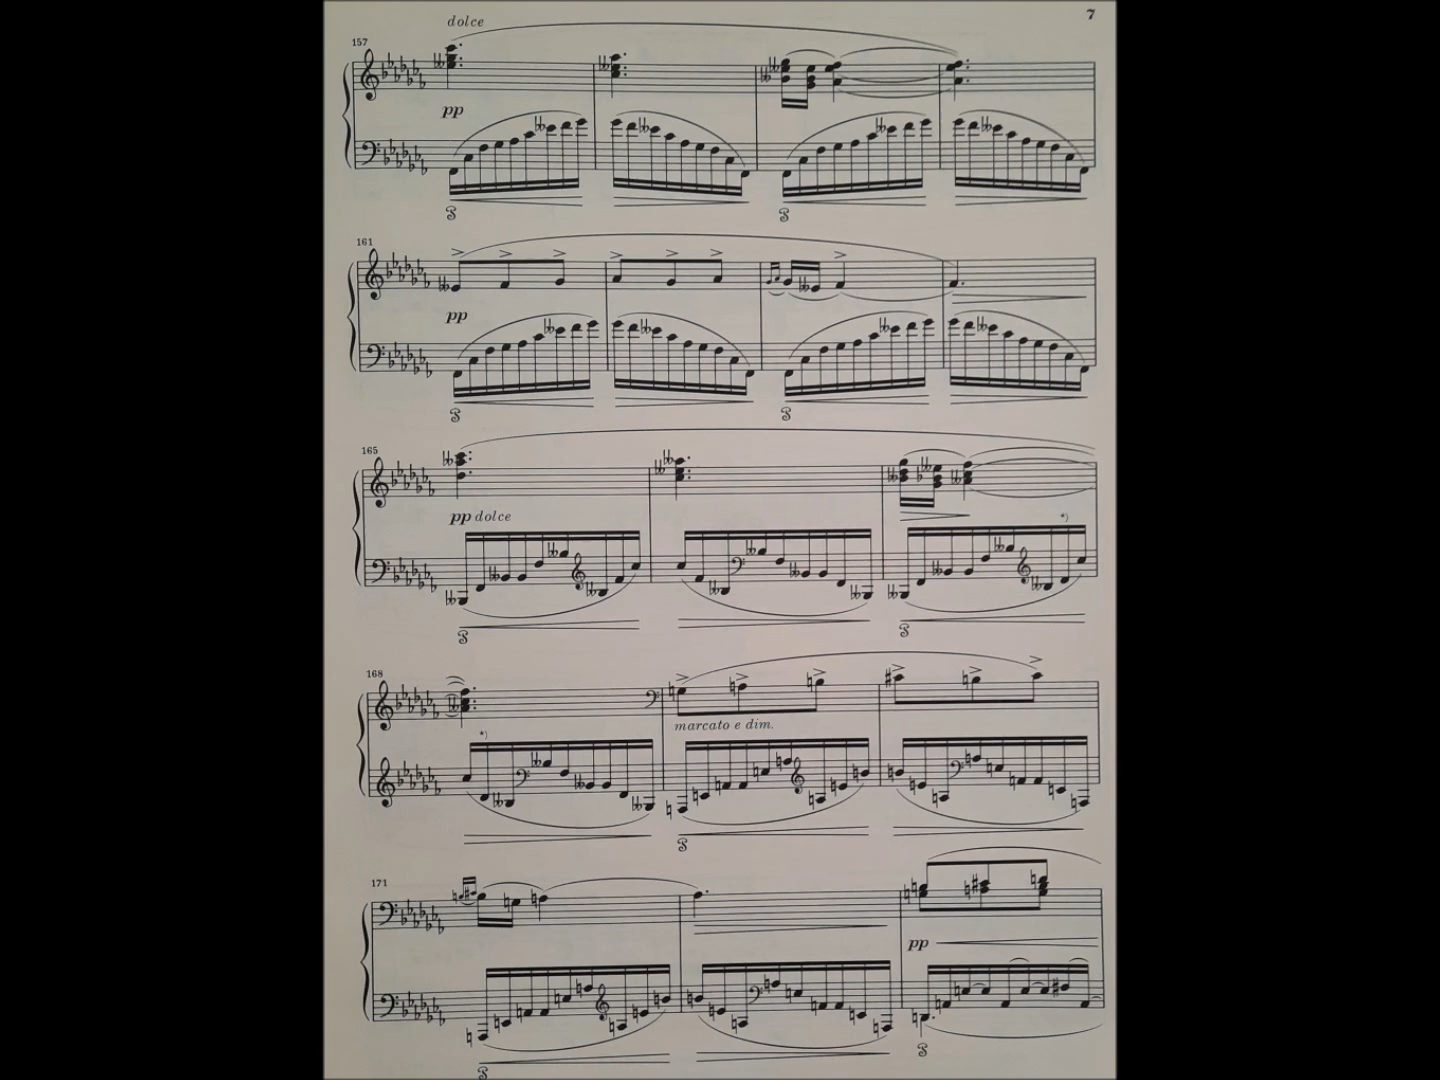 7
dolce
157
pp
161
pp
165
pp dolce
*)
168
*)
marcato e dim.
171
pp